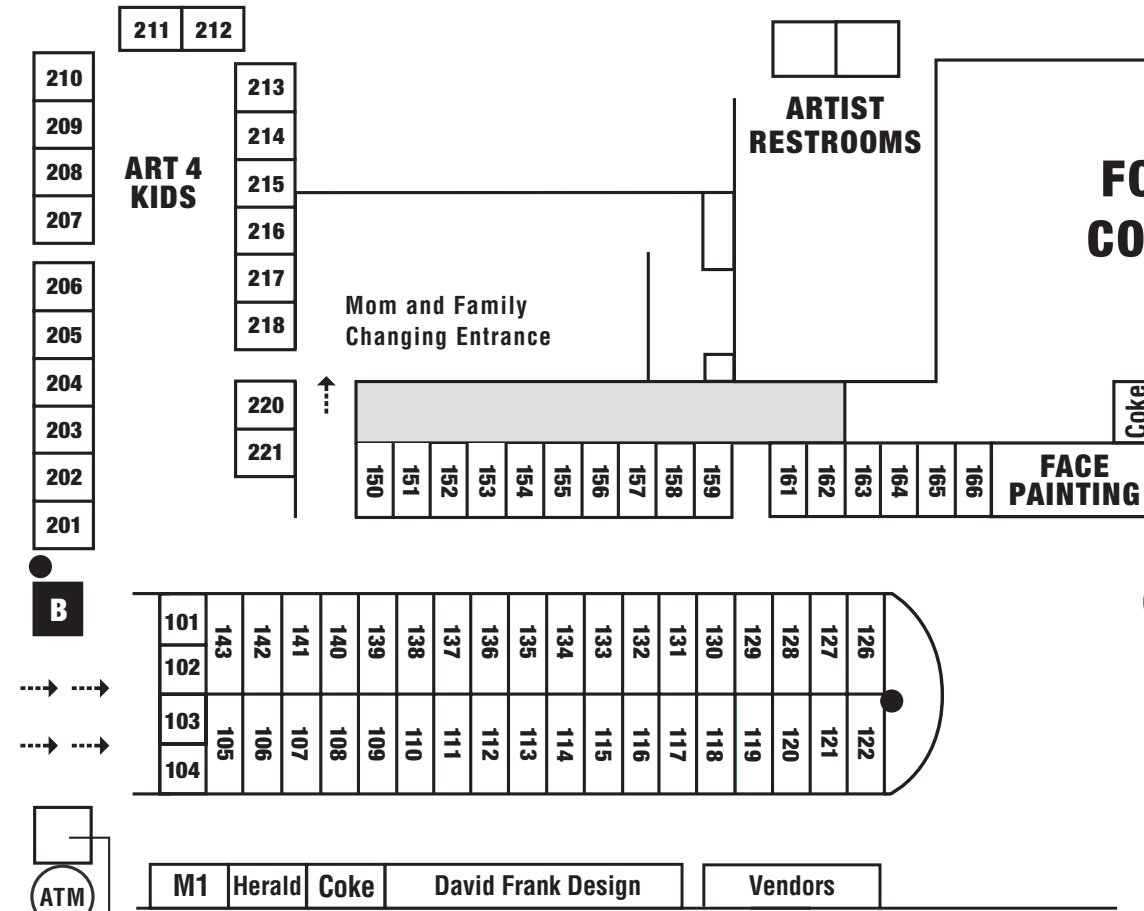 211 212
210
209
208
207
206
205
204
203
202
201
213
214
215
216
217
218
220
221
ART 4
KIDS
ARTIST
RESTROOMS
FO
CO
Mom and Family
Changing Entrance
Coke
150 151 152 153 154 155 156 157 158 159
161 162 163 164 165 166
FACE
PAINTING
B
101
102
103
104
143 142 141 140 139 138 137 136 135 134 133 132 131 130 129 128 127 126
105 106 107 108 109 110 111 112 113 114 115 116 117 118 119 120 121 122
ATM
M1 Herald Coke David Frank Design Vendors